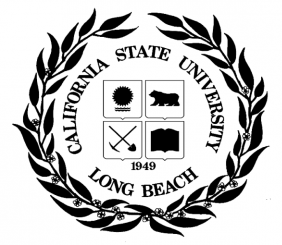 CALIFORNIA STATE UNIVERSITY
1949
LONG BEACH